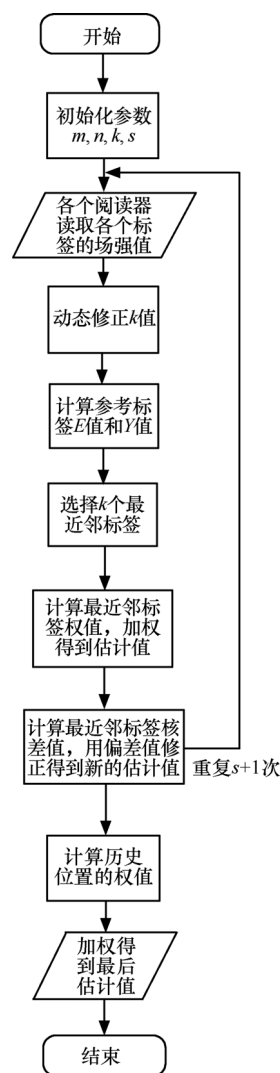 开始
初始化参数
m, n, k, s
各个阅读器
读取各个标
签的场强值
动态修正k值
计算参考标
签E值和Y值
选择k个最
近邻标签
计算最近邻标
签权值，加权
得到估计值
计算最近邻标签核
差值，用偏差值修
正得到新的估计值
重复s+1次
计算历史
位置的权值
加权得
到最后
估计值
结束